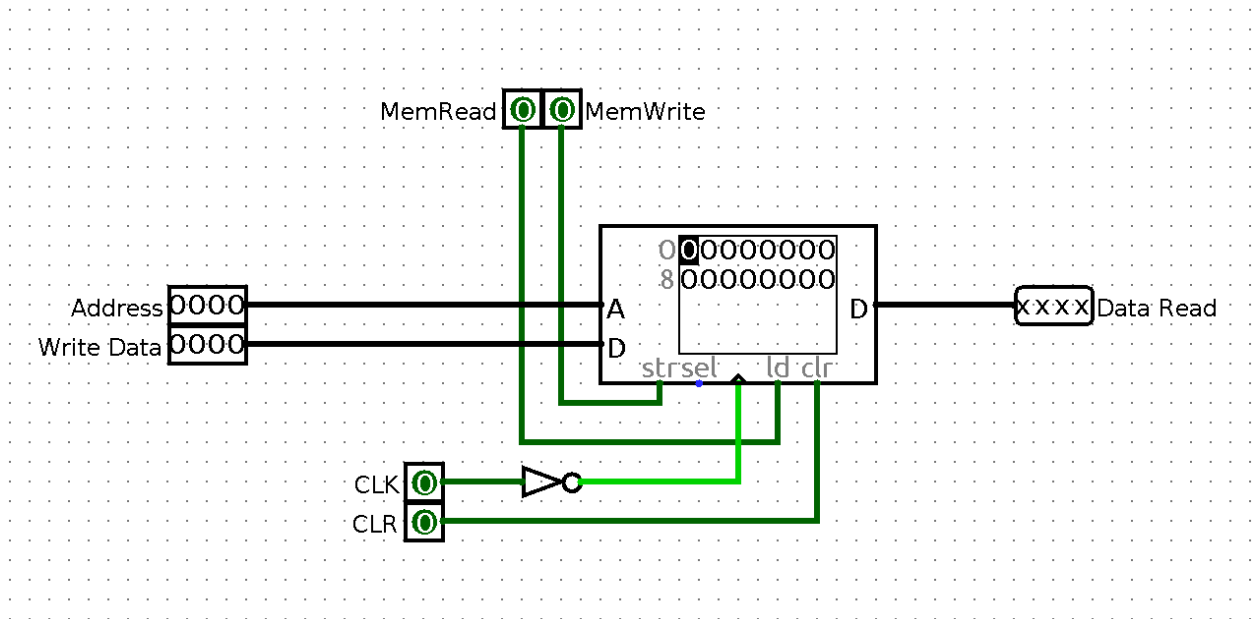 MemRead 0 0 MemWrite
0 00000000
8 00000000
Address 0000 A D xxxx Data Read
Write Data 0000 D
str sel ld clr
CLK 0
CLR 0